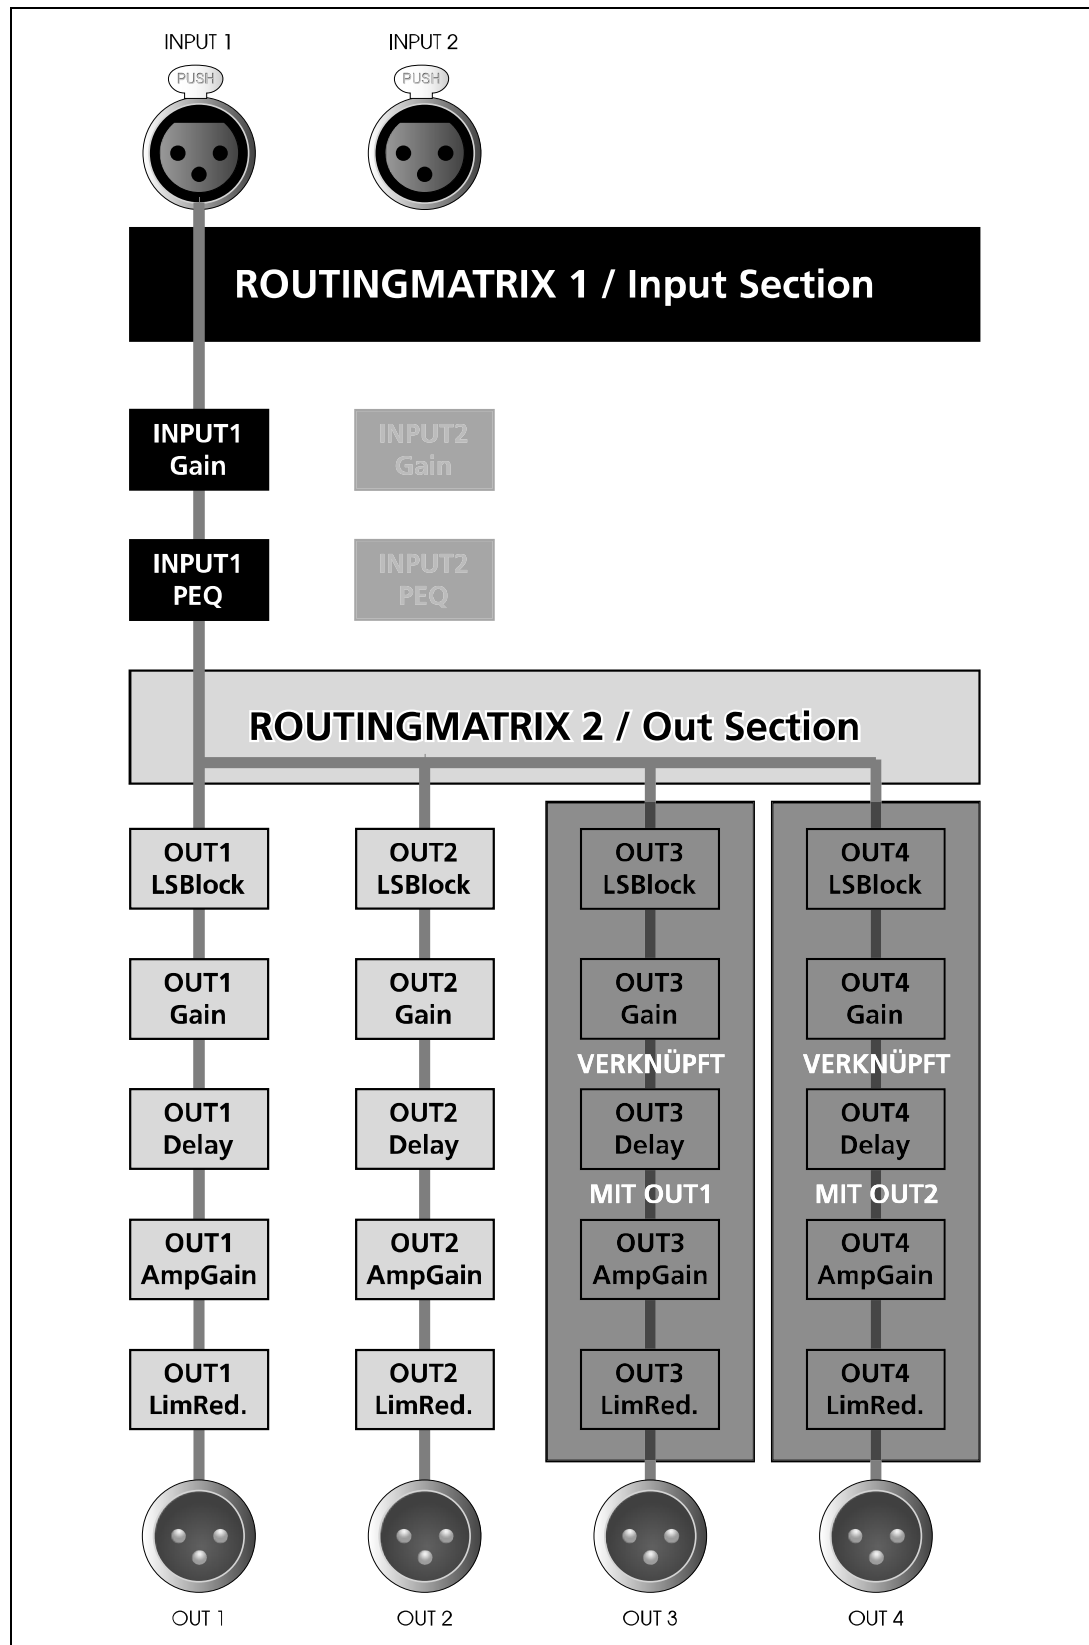 INPUT 1 INPUT 2
PUSH PUSH
ROUTINGMATRIX 1 / Input Section
INPUT1 INPUT2
Gain Gain
INPUT1 INPUT2
PEQ PEQ
ROUTINGMATRIX 2 / Out Section
OUT1 OUT2 OUT3 OUT4
LSBlock LSBlock LSBlock LSBlock
OUT1 OUT2 OUT3 OUT4
Gain Gain Gain Gain
VERKNÜPFT VERKNÜPFT
OUT1 OUT2 OUT3 OUT4
Delay Delay Delay Delay
MIT OUT1 MIT OUT2
OUT1 OUT2 OUT3 OUT4
AmpGain AmpGain AmpGain AmpGain
OUT1 OUT2 OUT3 OUT4
LimRed. LimRed. LimRed. LimRed.
OUT 1 OUT 2 OUT 3 OUT 4